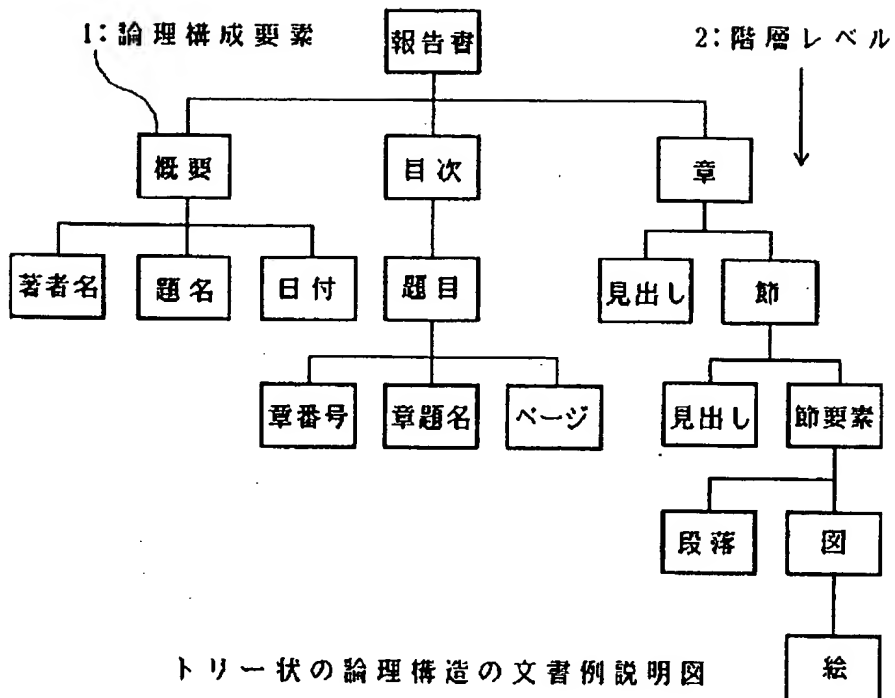 1:論理構成要素
報告書
2:階層レベル
概要
目次
章
著者名
題名
日付
題目
見出し
節
章番号
章題名
ページ
見出し
節要素
段落
図
トリー状の論理構造の文書例説明図
絵